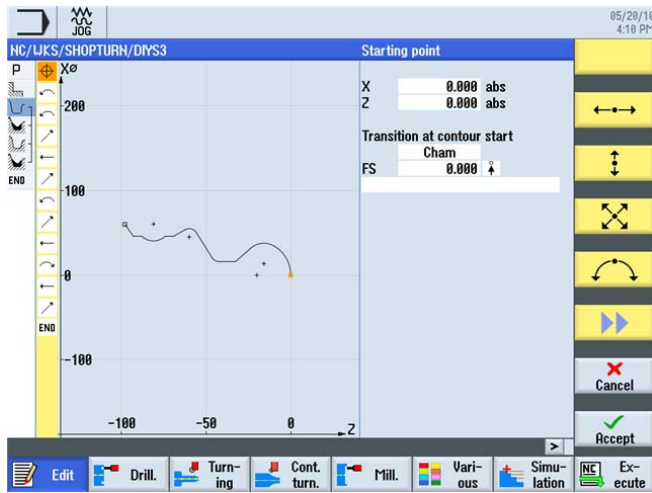 JOG
05/20/10
4:10 PM
NC/WKS/SHOPTURN/DIYS3
Starting point
P
END
END
XØ
200
100
0
-100
-100
-50
0
Z
X 0.000 abs
Z 0.000 abs
Transition at contour start
Cham
FS 0.000
Cancel
Accept
>
Edit
Drill.
Turn-
ing
Cont.
turn.
Mill.
Vari-
ous
Simu-
lation
NC
Ex-
ecute